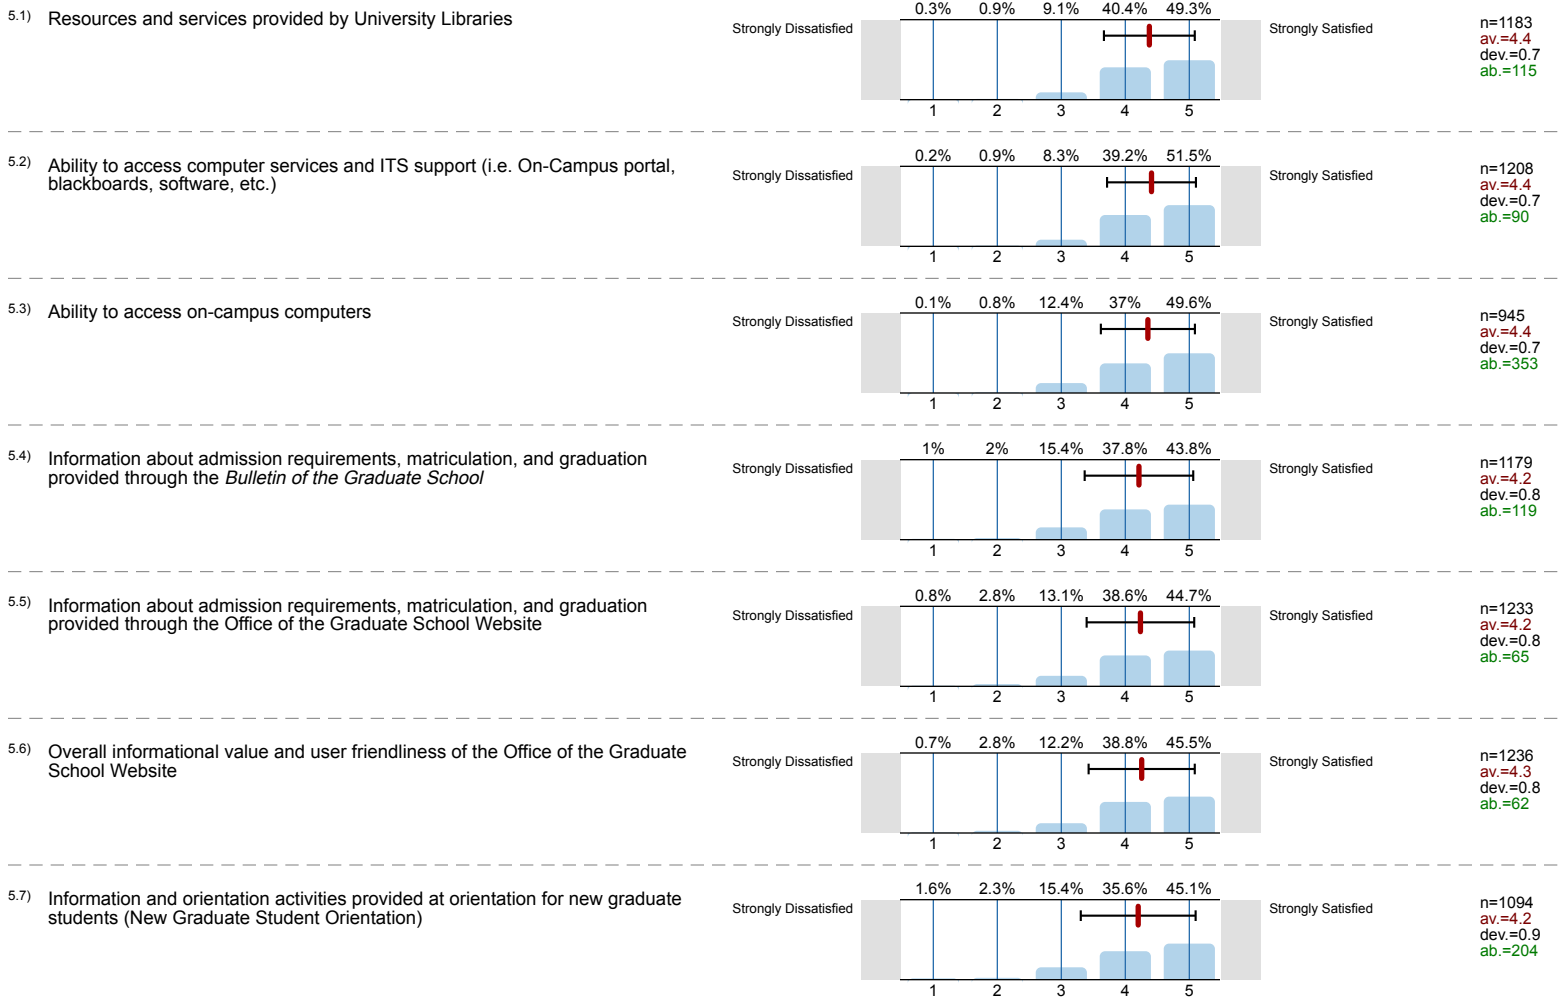 5.1) Resources and services provided by University Libraries
0.3% 0.9% 9.1% 40.4% 49.3%
Strongly Dissatisfied
Strongly Satisfied
n=1183
av.=4.4
dev.=0.7
ab.=115
1 2 3 4 5
5.2) Ability to access computer services and ITS support (i.e. On-Campus portal,
blackboards, software, etc.)
0.2% 0.9% 8.3% 39.2% 51.5%
Strongly Dissatisfied
Strongly Satisfied
n=1208
av.=4.4
dev.=0.7
ab.=90
1 2 3 4 5
5.3) Ability to access on-campus computers
0.1% 0.8% 12.4% 37% 49.6%
Strongly Dissatisfied
Strongly Satisfied
n=945
av.=4.4
dev.=0.7
ab.=353
1 2 3 4 5
5.4) Information about admission requirements, matriculation, and graduation
provided through the Bulletin of the Graduate School
1% 2% 15.4% 37.8% 43.8%
Strongly Dissatisfied
Strongly Satisfied
n=1179
av.=4.2
dev.=0.8
ab.=119
1 2 3 4 5
5.5) Information about admission requirements, matriculation, and graduation
provided through the Office of the Graduate School Website
0.8% 2.8% 13.1% 38.6% 44.7%
Strongly Dissatisfied
Strongly Satisfied
n=1233
av.=4.2
dev.=0.8
ab.=65
1 2 3 4 5
5.6) Overall informational value and user friendliness of the Office of the Graduate
School Website
0.7% 2.8% 12.2% 38.8% 45.5%
Strongly Dissatisfied
Strongly Satisfied
n=1236
av.=4.3
dev.=0.8
ab.=62
1 2 3 4 5
5.7) Information and orientation activities provided at orientation for new graduate
students (New Graduate Student Orientation)
1.6% 2.3% 15.4% 35.6% 45.1%
Strongly Dissatisfied
Strongly Satisfied
n=1094
av.=4.2
dev.=0.9
ab.=204
1 2 3 4 5